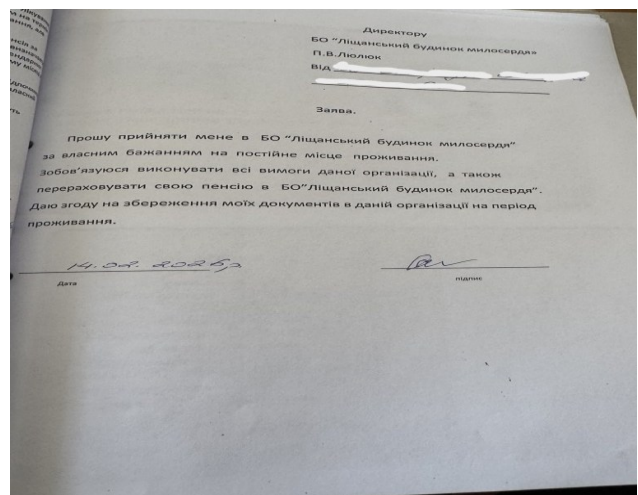 Директору
БО “Ліщанський будинок милосердя”
П.В.Люлюк
Від
Заява.
Прошу прийняти мене в БО “Ліщанський будинок милосердя”
за власним бажанням на постійне місце проживання.
Зобов’язуюся виконувати всі вимоги даної організації, а також
перераховувати свою пенсію в БО”Ліщанський будинок милосердя”.
Даю згоду на збереження моїх документів в даній організації на період
проживання.
14.02.2026р
Дата
підпис